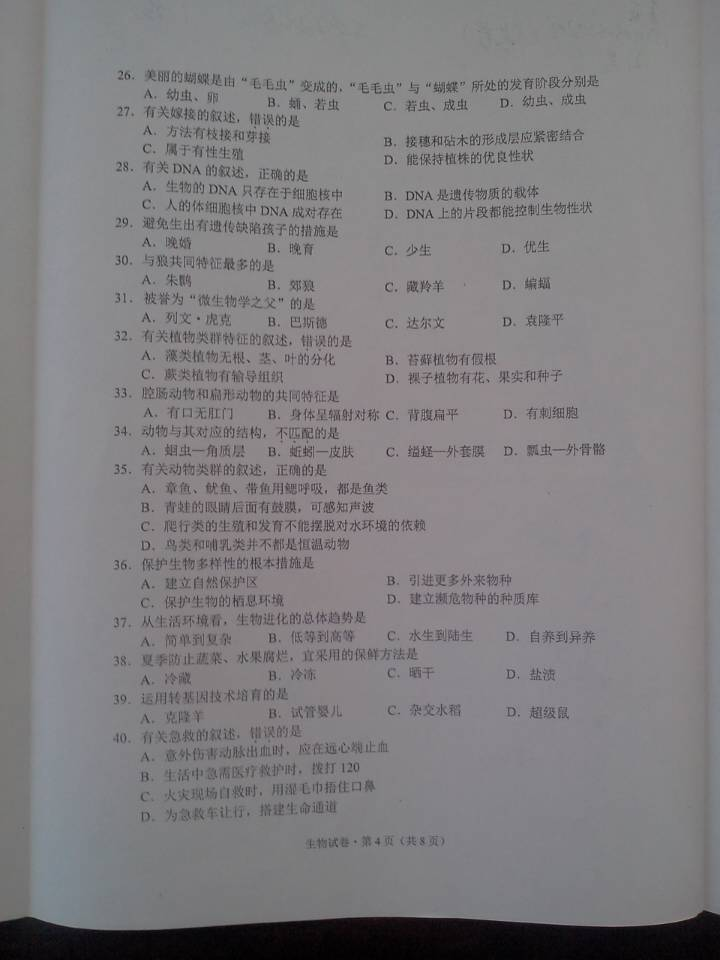 26．美丽的蝴蝶是由“毛毛虫”变成的，“毛毛虫”与“蝴蝶”所处的发育阶段分别是
A．幼虫、卵 B．蛹、若虫 C．若虫、成虫 D．幼虫、成虫
27．有关嫁接的叙述，错误的是
A．方法有枝接和芽接 B．接穗和砧木的形成层应紧密结合
C．属于有性生殖 D．能保持植株的优良性状
28．有关 DNA 的叙述，正确的是
A．生物的 DNA 只存在于细胞核中 B．DNA 是遗传物质的载体
C．人的体细胞核中 DNA 成对存在 D．DNA 上的片段都能控制生物性状
29．避免生出有遗传缺陷孩子的措施是
A．晚婚 B．晚育 C．少生 D．优生
30．与狼共同特征最多的是
A．朱鹮 B．郊狼 C．藏羚羊 D．蝙蝠
31．被誉为“微生物学之父”的是
A．列文·虎克 B．巴斯德 C．达尔文 D．袁隆平
32．有关植物类群特征的叙述，错误的是
A．藻类植物无根、茎、叶的分化 B．苔藓植物有假根
C．蕨类植物有输导组织 D．裸子植物有花、果实和种子
33．腔肠动物和扁形动物的共同特征是
A．有口无肛门 B．身体呈辐射对称 C．背腹扁平 D．有刺细胞
34．动物与其对应的结构，不匹配的是
A．蛔虫—角质层 B．蚯蚓—皮肤 C．缢蛏—外套膜 D．瓢虫—外骨骼
35．有关动物类群的叙述，正确的是
A．章鱼、鱿鱼、带鱼用鳃呼吸，都是鱼类
B．青蛙的眼睛后面有鼓膜，可感知声波
C．爬行类的生殖和发育不能摆脱对水环境的依赖
D．鸟类和哺乳类并不都是恒温动物
36．保护生物多样性的根本措施是
A．建立自然保护区 B．引进更多外来物种
C．保护生物的栖息环境 D．建立濒危物种的种质库
37．从生活环境看，生物进化的总体趋势是
A．简单到复杂 B．低等到高等 C．水生到陆生 D．自养到异养
38．夏季防止蔬菜、水果腐烂，宜采用的保鲜方法是
A．冷藏 B．冷冻 C．晒干 D．盐渍
39．运用转基因技术培育的是
A．克隆羊 B．试管婴儿 C．杂交水稻 D．超级鼠
40．有关急救的叙述，错误的是
A．意外伤害动脉出血时，应在远心端止血
B．生活中急需医疗救护时，拨打 120
C．火灾现场自救时，用湿毛巾捂住口鼻
D．为急救车让行，搭建生命通道
生物试卷·第 4 页（共 8 页）